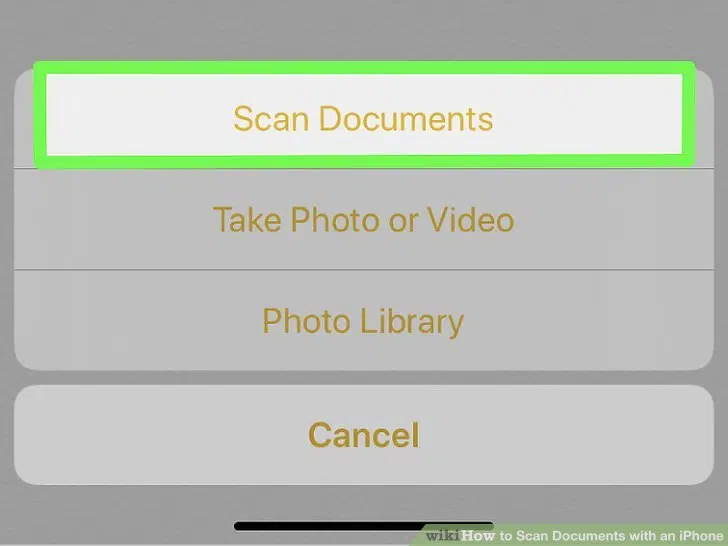 Scan Documents
Take Photo or Video
Photo Library
Cancel
wikiHow to Scan Documents with an iPhone